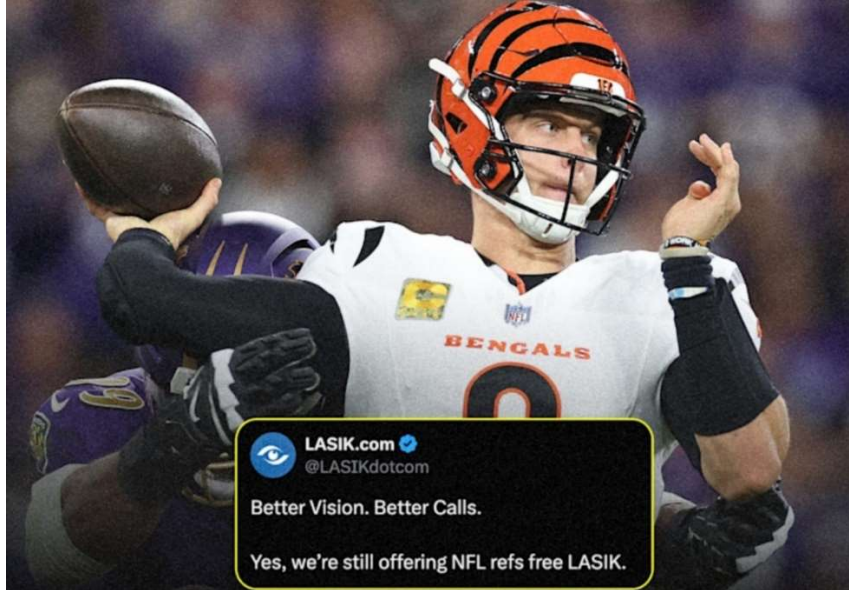 BENGALS
LASIK.com
@LASIKdotcom
Better Vision. Better Calls.
Yes, we're still offering NFL refs free LASIK.